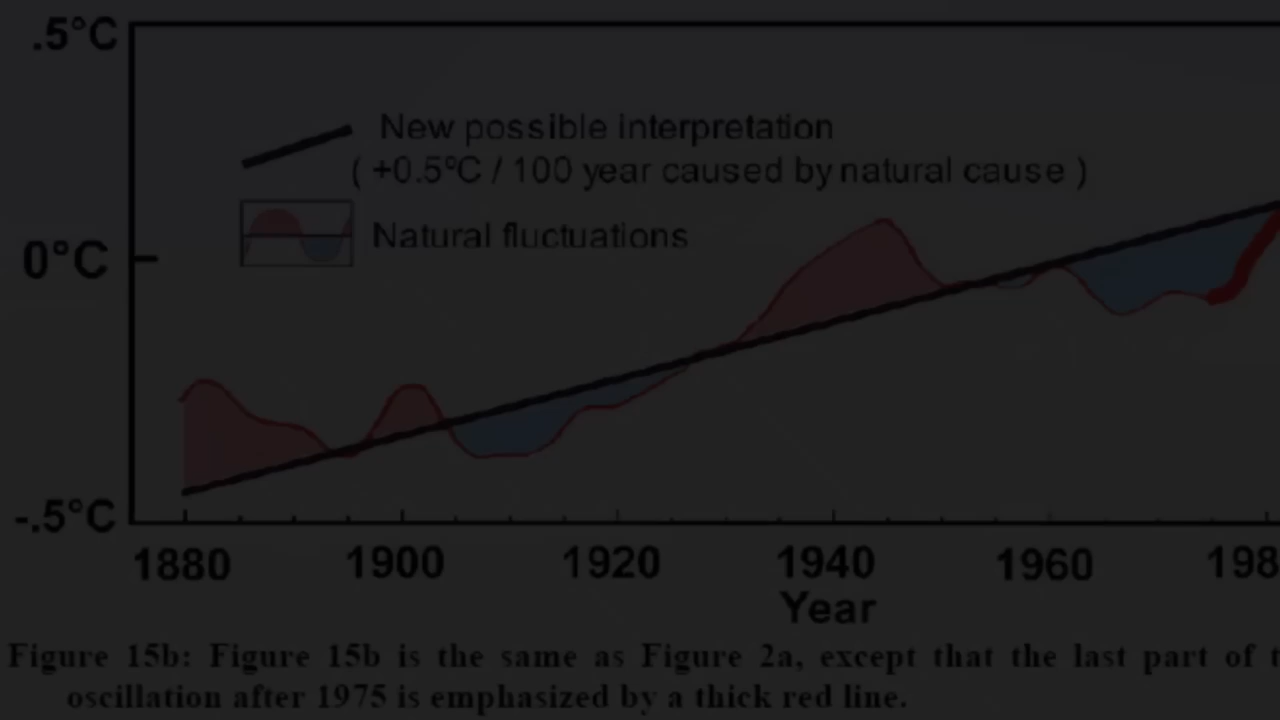 .5°C
New possible interpretation
( +0.5ºC / 100 year caused by natural cause )
Natural fluctuations
0°C
-.5°C
1880 1900 1920 1940 1960 198
Year
Figure 15b: Figure 15b is the same as Figure 2a, except that the last part of
oscillation after 1975 is emphasized by a thick red line.